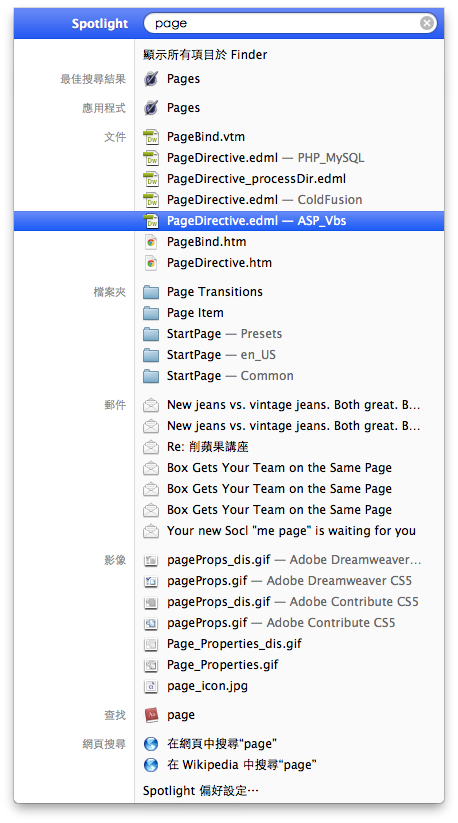 Spotlight page
顯示所有項目於 Finder
最佳搜尋結果 Pages
應用程式 Pages
文件 PageBind.vtm
PageDirective.edml — PHP_MySQL
PageDirective_processDir.edml
PageDirective.edml — ColdFusion
PageDirective.edml — ASP_Vbs
PageBind.htm
PageDirective.htm
檔案夾 Page Transitions
Page Item
StartPage — Presets
StartPage — en_US
StartPage — Common
郵件 New jeans vs. vintage jeans. Both great. B...
New jeans vs. vintage jeans. Both great. B...
Re: 削蘋果講座
Box Gets Your Team on the Same Page
Box Gets Your Team on the Same Page
Box Gets Your Team on the Same Page
Your new Socl "me page" is waiting for you
影像 pageProps_dis.gif — Adobe Dreamweaver...
pageProps.gif — Adobe Dreamweaver CS5
pageProps_dis.gif — Adobe Contribute CS5
pageProps.gif — Adobe Contribute CS5
Page_Properties_dis.gif
Page_Properties.gif
page_icon.jpg
查找 page
網頁搜尋 在網頁中搜尋“page”
在 Wikipedia 中搜尋“page”
Spotlight 偏好設定⋯